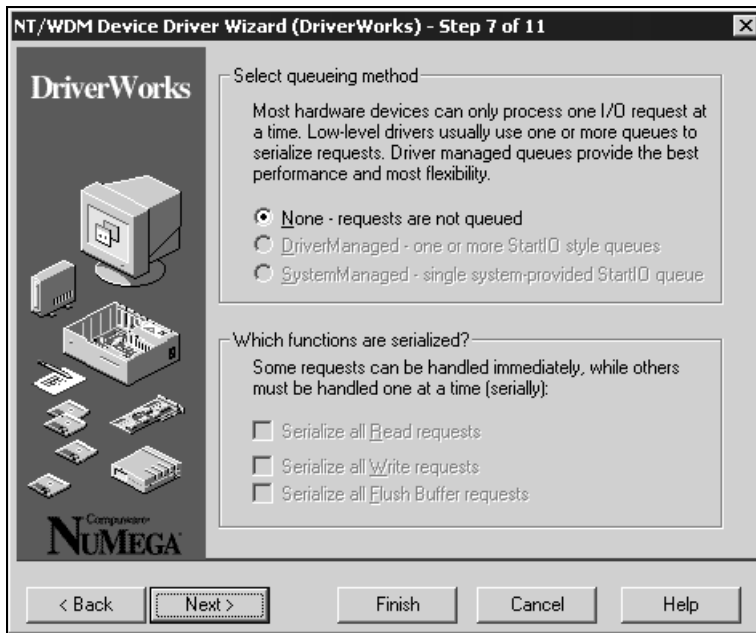 NT/WDM Device Driver Wizard (DriverWorks) - Step 7 of 11
DriverWorks
Select queueing method
Most hardware devices can only process one I/O request at
a time. Low-level drivers usually use one or more queues to
serialize requests. Driver managed queues provide the best
performance and most flexibility.
None - requests are not queued
DriverManaged - one or more StartIO style queues
SystemManaged - single system-provided StartIO queue
Which functions are serialized?
Some requests can be handled immediately, while others
must be handled one at a time (serially):
Serialize all Read requests
Serialize all Write requests
Serialize all Flush Buffer requests
Compuware
NUMEGA
< Back
Next >
Finish
Cancel
Help